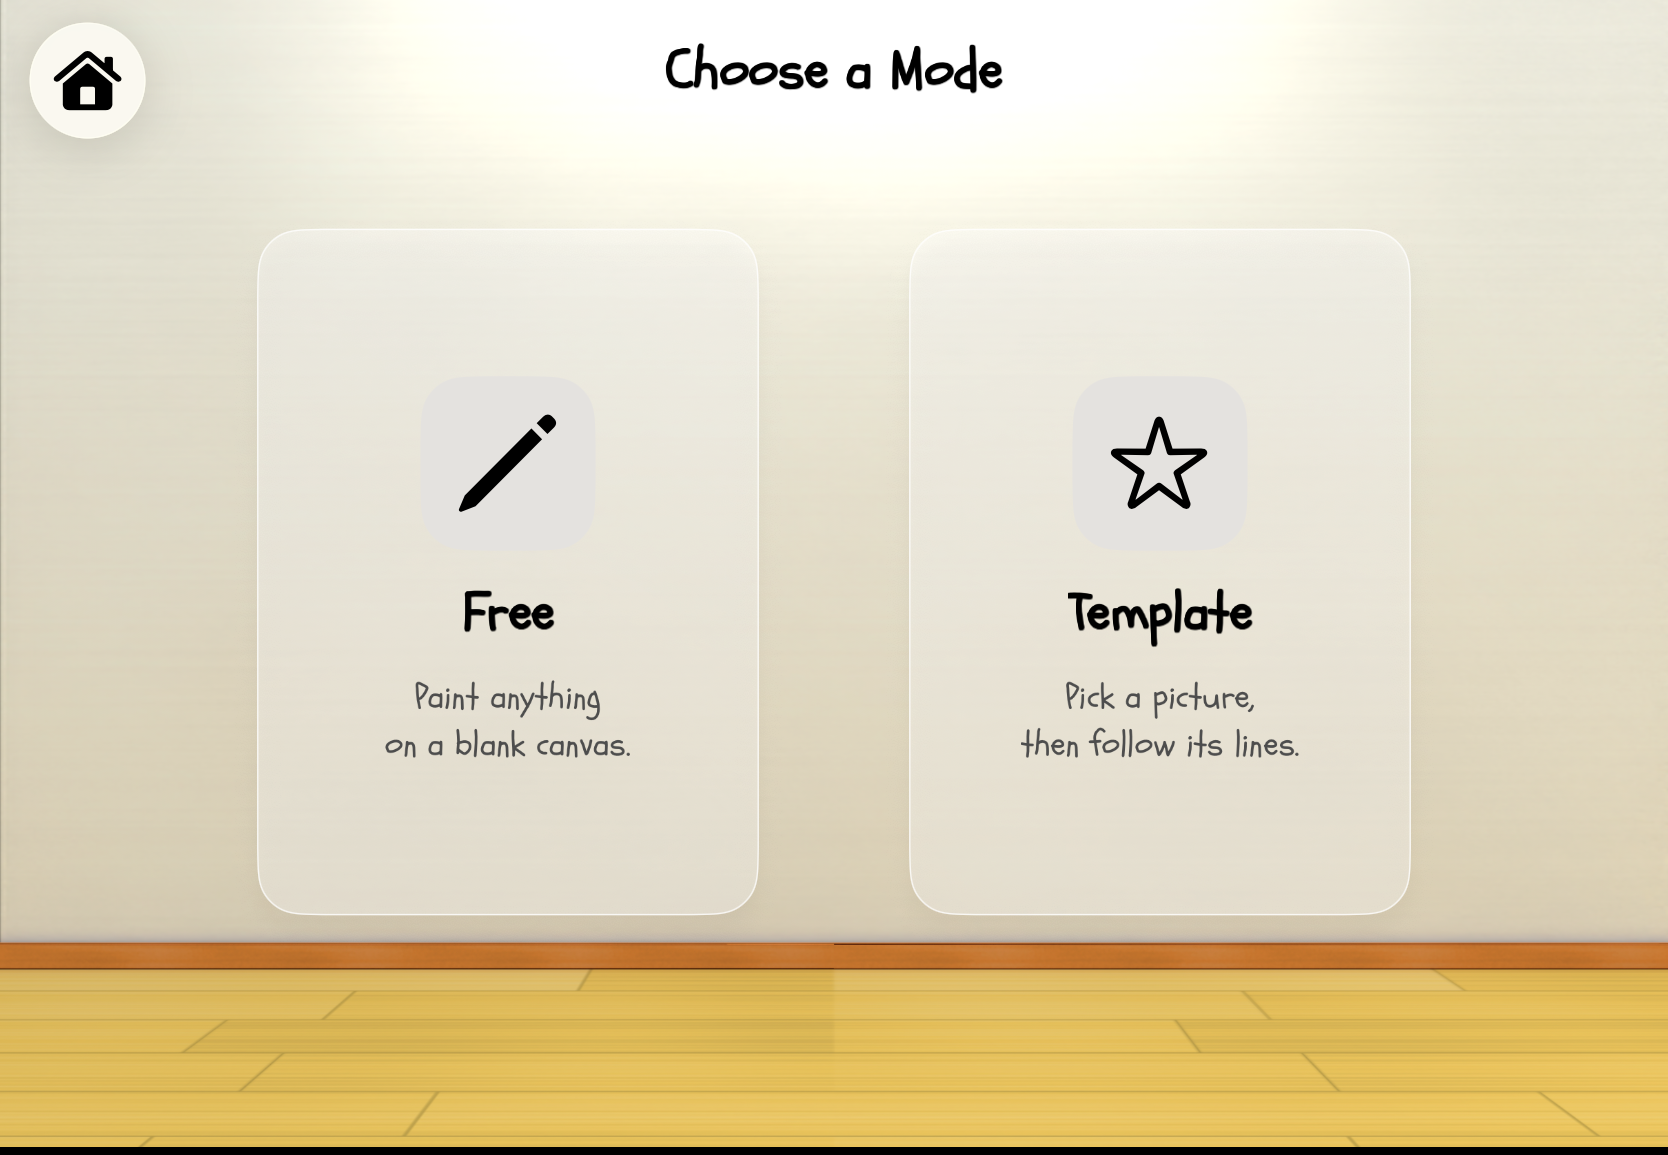 Choose a Mode
Free
Paint anything
on a blank canvas.
Template
Pick a picture,
then follow its lines.